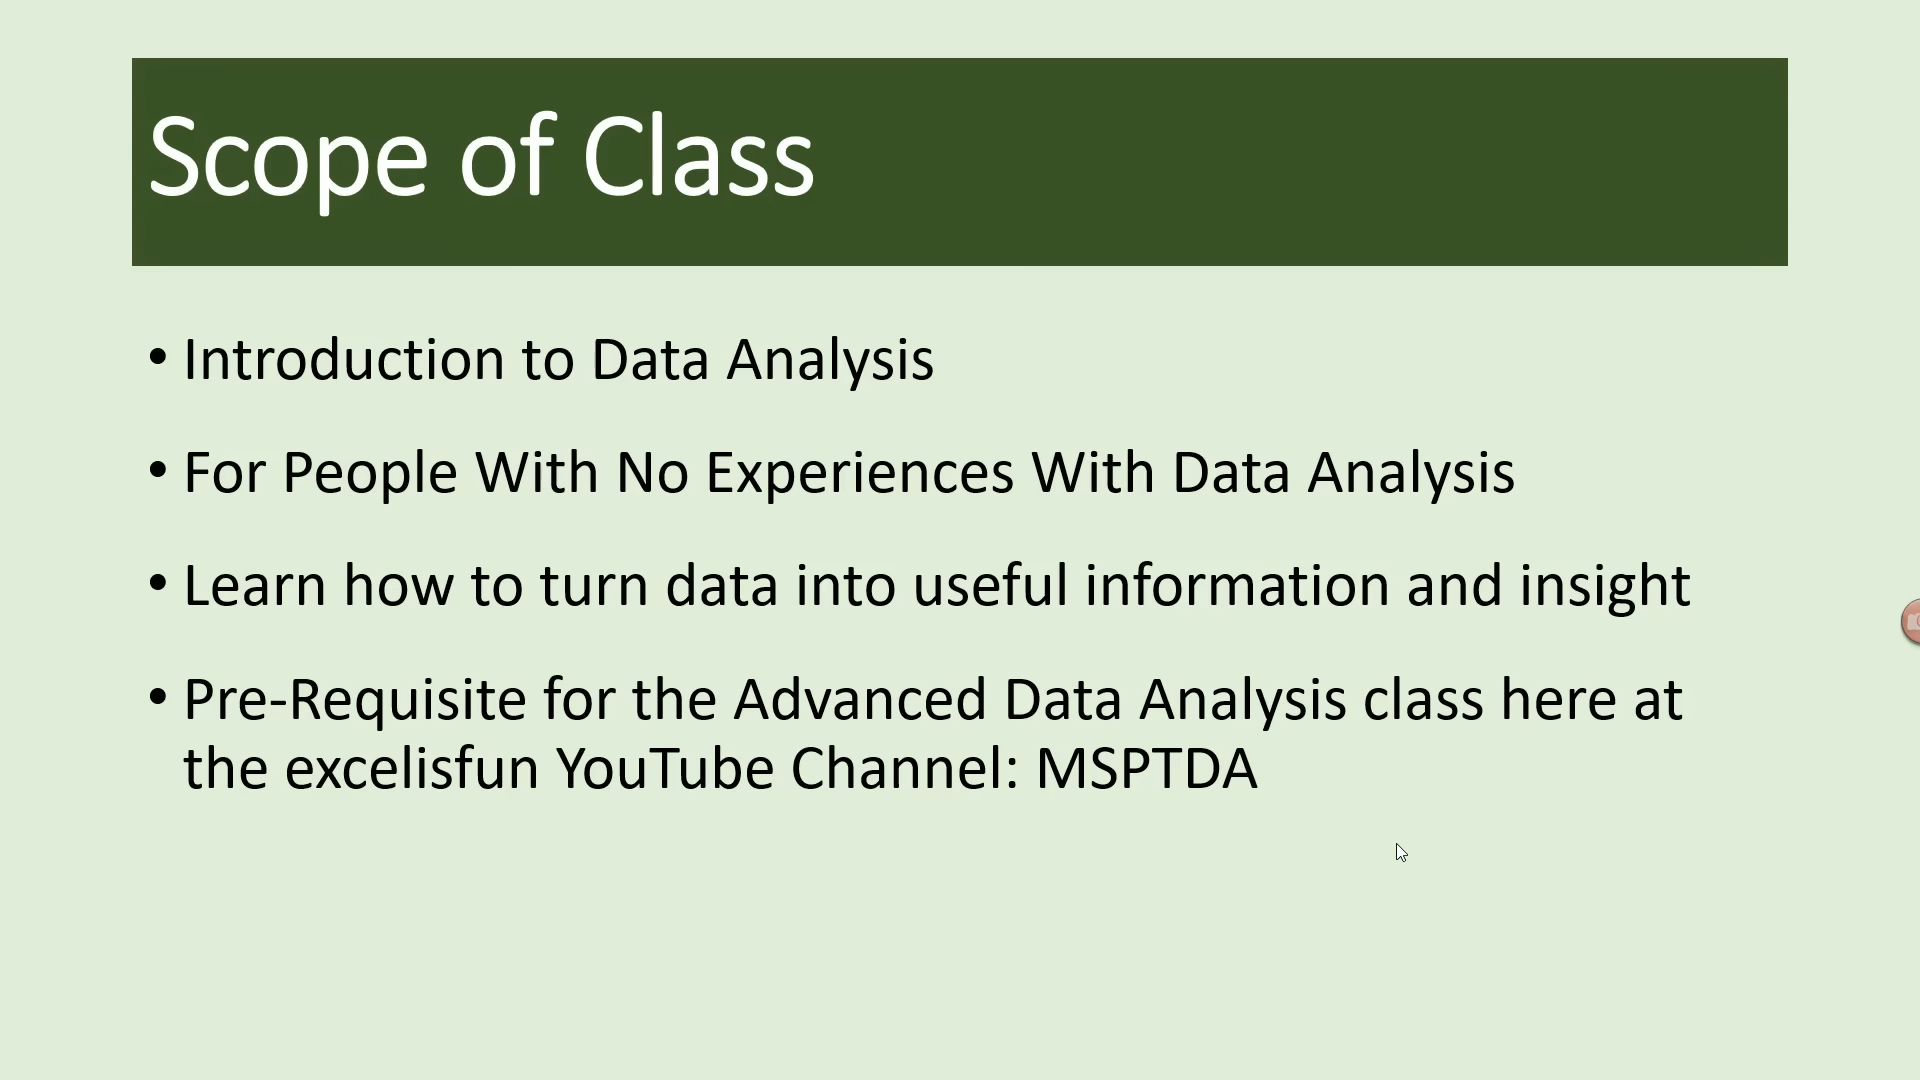 Scope of Class
• Introduction to Data Analysis
• For People With No Experiences With Data Analysis
• Learn how to turn data into useful information and insight
• Pre-Requisite for the Advanced Data Analysis class here at
the excelisfun YouTube Channel: MSPTDA